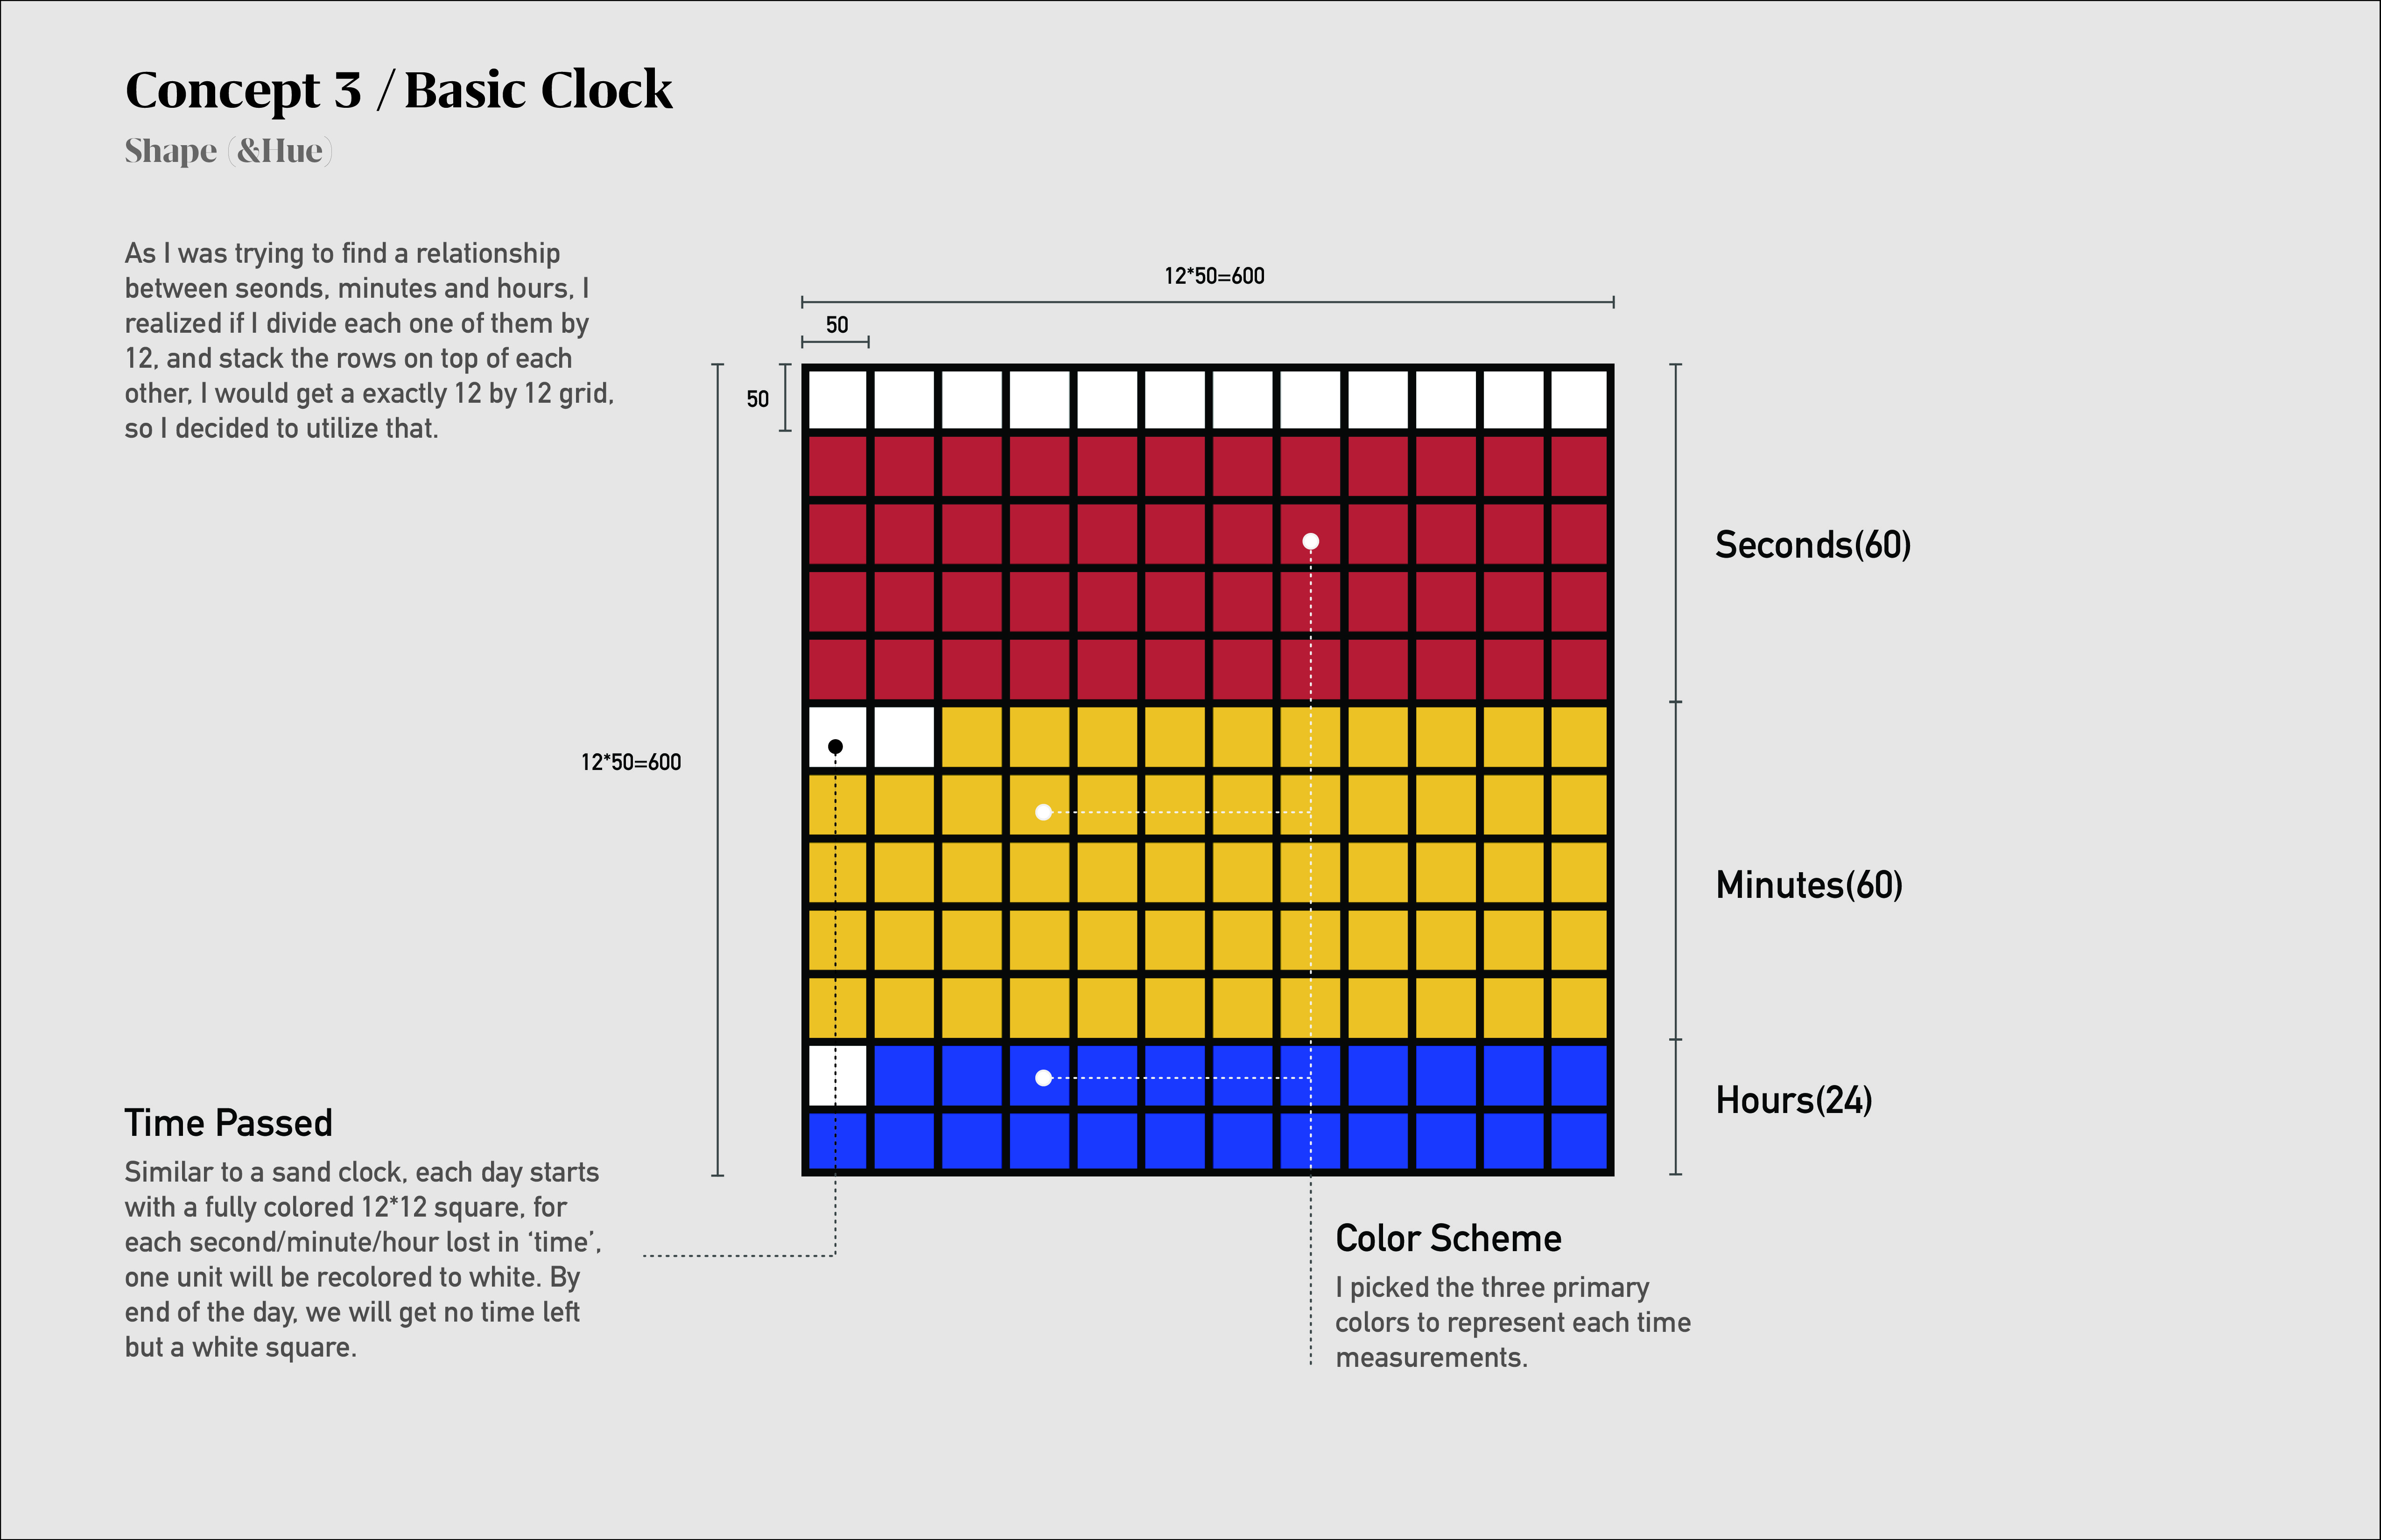 Concept 3 / Basic Clock
Shape (&Hue)
As I was trying to find a relationship
between seonds, minutes and hours, I
realized if I divide each one of them by
12, and stack the rows on top of each
other, I would get a exactly 12 by 12 grid,
so I decided to utilize that.
12*50=600
50
50
12*50=600
Seconds(60)
Minutes(60)
Hours(24)
Time Passed
Similar to a sand clock, each day starts
with a fully colored 12*12 square, for
each second/minute/hour lost in ‘time’,
one unit will be recolored to white. By
end of the day, we will get no time left
but a white square.
Color Scheme
I picked the three primary
colors to represent each time
measurements.